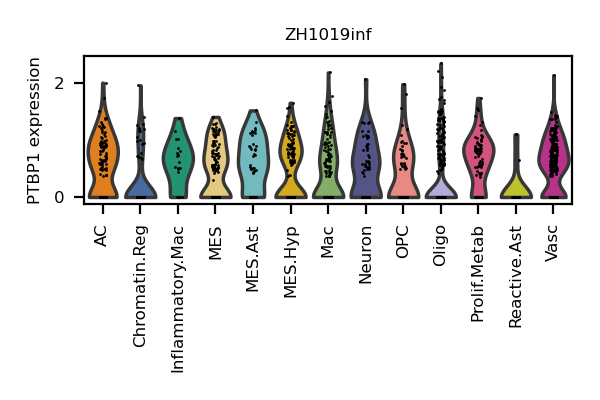 ZH1019inf
PTBP1 expression
2
0
AC
Chromatin.Reg
Inflammatory.Mac
MES
MES.Ast
MES.Hyp
Mac
Neuron
OPC
Oligo
Prolif.Metab
Reactive.Ast
Vasc